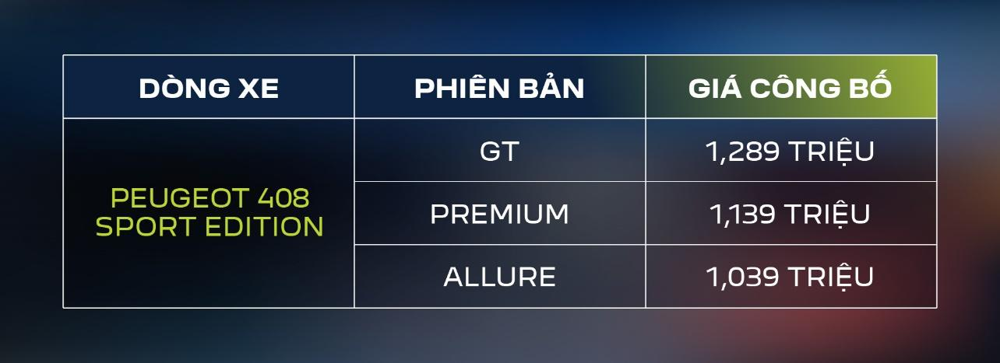 DÒNG XE
PHIÊN BẢN
GIÁ CÔNG BỐ
PEUGEOT 408
SPORT EDITION
GT
1,289 TRIỆU
PREMIUM
1,139 TRIỆU
ALLURE
1,039 TRIỆU